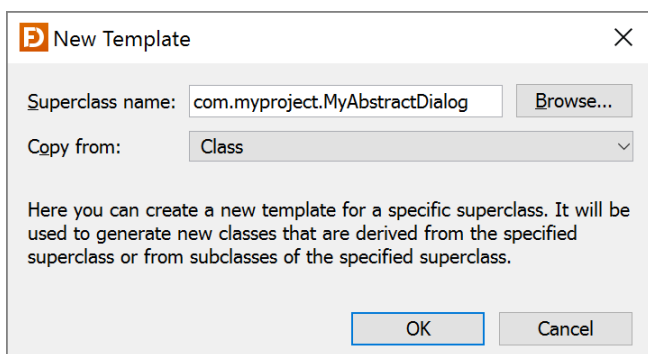 New Template
Superclass name: com.myproject.MyAbstractDialog Browse...
Copy from: Class
Here you can create a new template for a specific superclass. It will be
used to generate new classes that are derived from the specified
superclass or from subclasses of the specified superclass.
OK Cancel